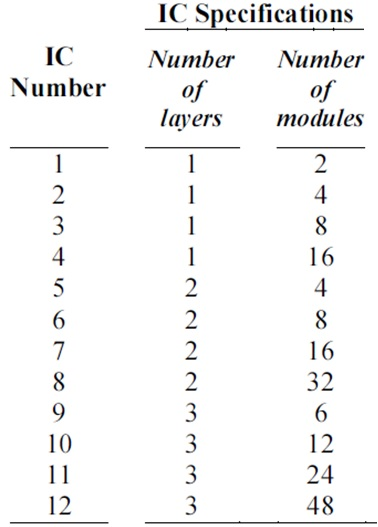 IC Specifications
IC Number Number of layers Number of modules
1 1 2
2 1 4
3 1 8
4 1 16
5 2 4
6 2 8
7 2 16
8 2 32
9 3 6
10 3 12
11 3 24
12 3 48